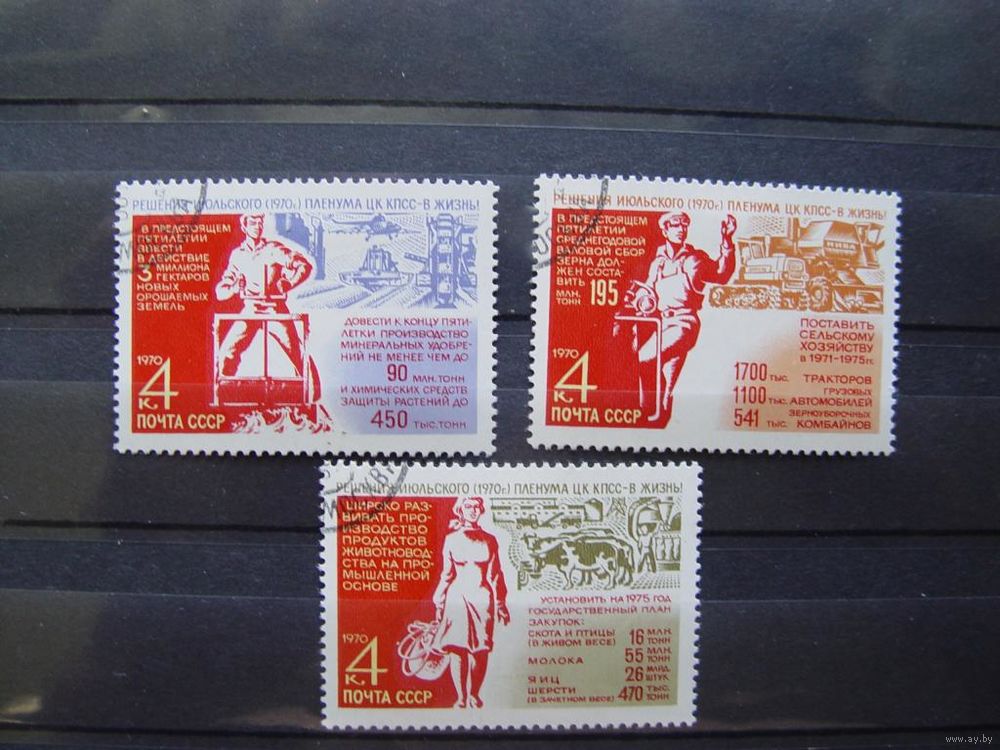 РЕШЕНИЯ ИЮЛЬСКОГО (1970г.) ПЛЕНУМА ЦК КПСС-В ЖИЗНЬ!
В ПРЕДСТОЯЩЕМ
ПЯТИЛЕТИИ
ВВЕСТИ
В ДЕЙСТВИЕ
3 МИЛЛИОНА
ГЕКТАРОВ
НОВЫХ
ОРОШАЕМЫХ
ЗЕМЕЛЬ
ДОВЕСТИ К КОНЦУ ПЯТИ-
ЛЕТКИ ПРОИЗВОДСТВО
МИНЕРАЛЬНЫХ УДОБРЕ-
НИЙ НЕ МЕНЕЕ ЧЕМ ДО
90 МЛН. ТОНН
И ХИМИЧЕСКИХ СРЕДСТВ
ЗАЩИТЫ РАСТЕНИЙ ДО
450 ТЫС. ТОНН
1970
4 к.
ПОЧТА СССР
РЕШЕНИЯ ИЮЛЬСКОГО (1970г.) ПЛЕНУМА ЦК КПСС-В ЖИЗНЬ!
В ПРЕДСТОЯЩЕМ
ПЯТИЛЕТИИ
СРЕДНЕГОДОВОЙ
ВАЛОВОЙ СБОР
ЗЕРНА ДОЛ-
ЖЕН СОСТА-
ВИТЬ
195 МЛН. ТОНН
НИВА
ПОСТАВИТЬ
СЕЛЬСКОМУ
ХОЗЯЙСТВУ
в 1971-1975гг.
1700 ТЫС. ТРАКТОРОВ
1100 ТЫС. ГРУЗОВЫХ АВТОМОБИЛЕЙ
541 ТЫС. ЗЕРНОУБОРОЧНЫХ КОМБАЙНОВ
1970
4 к.
ПОЧТА СССР
РЕШЕНИЯ ИЮЛЬСКОГО (1970г.) ПЛЕНУМА ЦК КПСС-В ЖИЗНЬ!
ШИРОКО РАЗ-
ВИВАТЬ ПРО-
ИЗВОДСТВО
ПРОДУКТОВ
ЖИВОТНОВОД-
СТВА НА ПРО-
МЫШЛЕННОЙ
ОСНОВЕ
УСТАНОВИТЬ НА 1975 ГОД
ГОСУДАРСТВЕННЫЙ ПЛАН
ЗАКУПОК:
СКОТА И ПТИЦЫ (В ЖИВОМ ВЕСЕ) 16 МЛН. ТОНН
МОЛОКА 55 МЛН. ТОНН
ЯИЦ 26 МЛРД. ШТУК
ШЕРСТИ (В ЗАЧЕТНОМ ВЕСЕ) 470 ТЫС. ТОНН
1970
4 к.
ПОЧТА СССР
www.ay.by